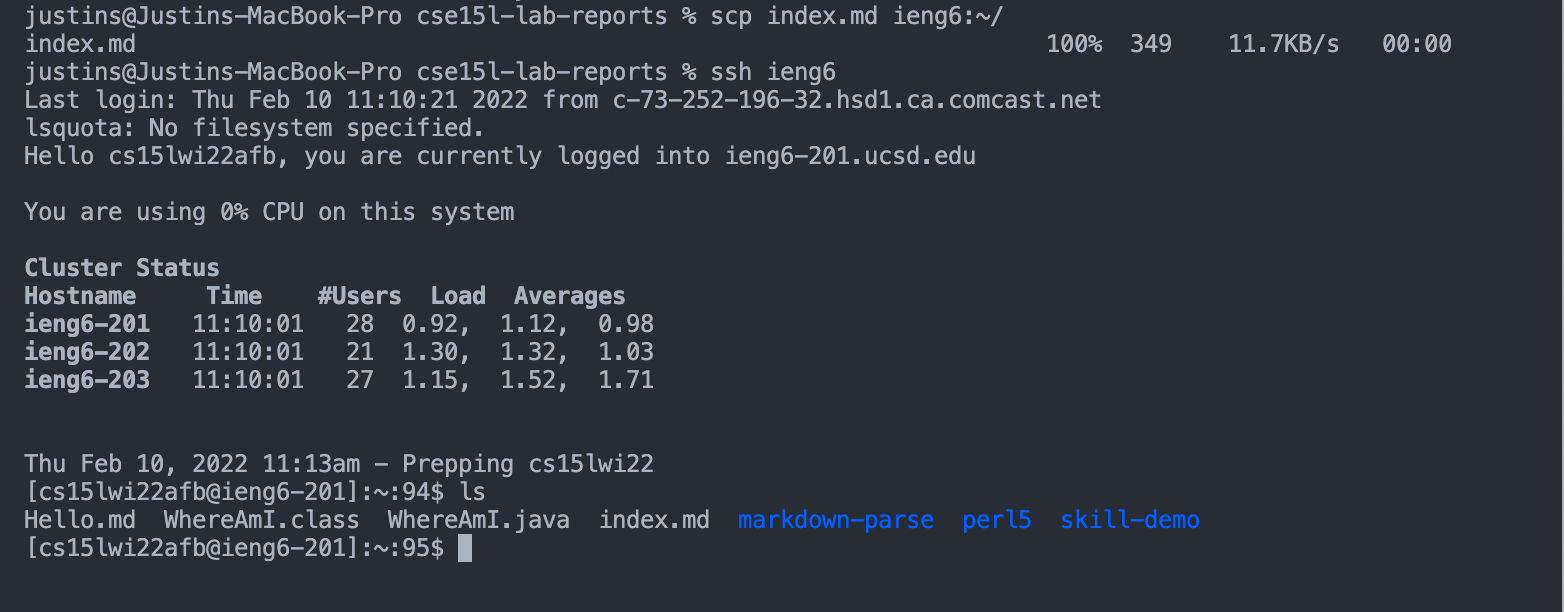 justins@Justins-MacBook-Pro cse15l-lab-reports % scp index.md ieng6:~/
index.md 100% 349 11.7KB/s 00:00
justins@Justins-MacBook-Pro cse15l-lab-reports % ssh ieng6
Last login: Thu Feb 10 11:10:21 2022 from c-73-252-196-32.hsd1.ca.comcast.net
lsquota: No filesystem specified.
Hello cs15lwi22afb, you are currently logged into ieng6-201.ucsd.edu
You are using 0% CPU on this system
Cluster Status
Hostname Time #Users Load Averages
ieng6-201 11:10:01 28 0.92, 1.12, 0.98
ieng6-202 11:10:01 21 1.30, 1.32, 1.03
ieng6-203 11:10:01 27 1.15, 1.52, 1.71
Thu Feb 10, 2022 11:13am - Prepping cs15lwi22
[cs15lwi22afb@ieng6-201]:~:94$ ls
Hello.md WhereAmI.class WhereAmI.java index.md markdown-parse perl5 skill-demo
[cs15lwi22afb@ieng6-201]:~:95$